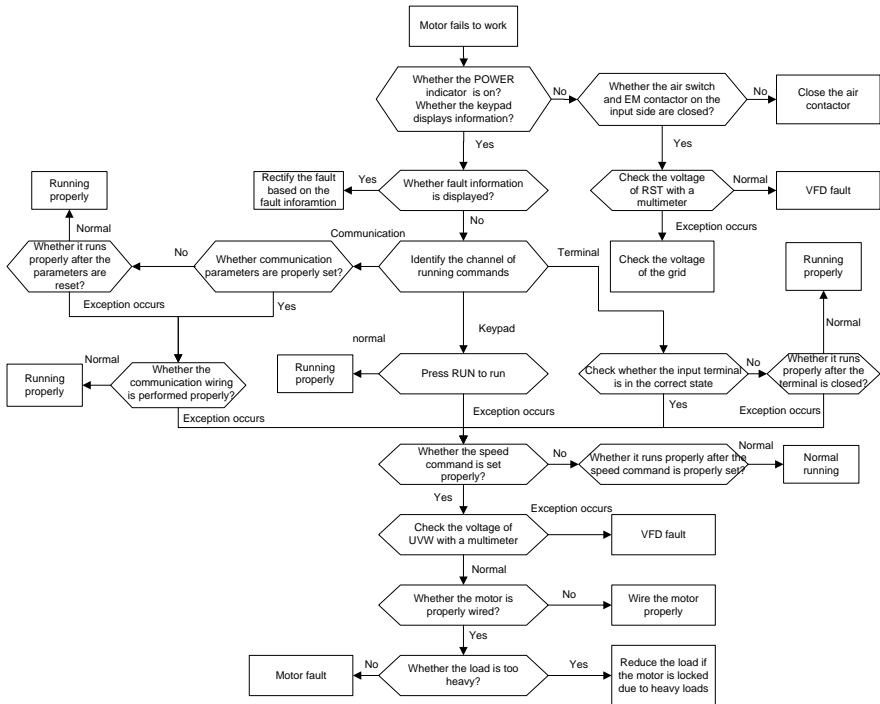 Motor fails to work
Whether the POWER
indicator is on?
Whether the keypad
displays information?
No
Whether the air switch
and EM contactor on the
input side are closed?
No
Close the air
contactor
Yes
Yes
Rectify the fault
based on the
fault inforamtion
Yes
Whether fault information
is displayed?
Check the voltage
of RST with a
multimeter
Normal
VFD fault
Running
properly
Normal
No
Exception occurs
Communication
Whether it runs
properly after the
parameters are
reset?
No
Whether communication
parameters are properly set?
Identify the channel of
running commands
Terminal
Check the voltage
of the grid
Running
properly
Exception occurs
Yes
Keypad
Normal
Running
properly
Normal
Whether the
communication wiring
is performed properly?
Running
properly
normal
Press RUN to run
Check whether the input terminal
is in the correct state
No
Whether it runs
properly after the
terminal is closed?
Exception occurs
Exception occurs
Yes
Exception occurs
Whether the speed
command is set
properly?
No
Whether it runs properly after the
speed command is properly set?
Normal
Normal
running
Yes
Check the voltage of
UVW with a multimeter
Exception occurs
VFD fault
Normal
Whether the motor is
properly wired?
No
Wire the motor
properly
Yes
Motor fault
No
Whether the load is too
heavy?
Yes
Reduce the load if
the motor is locked
due to heavy loads